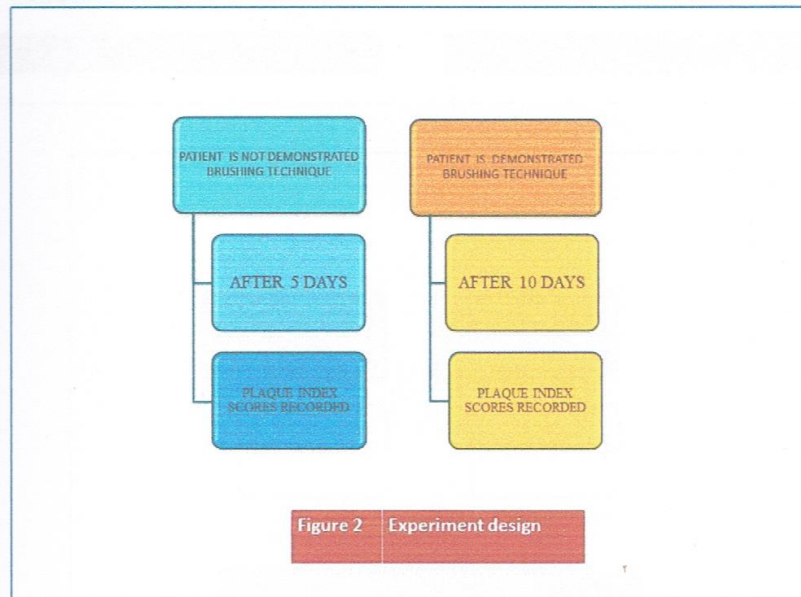 PATIENT IS NOT DEMONSTRATED
BRUSHING TECHNIQUE
AFTER 5 DAYS
PLAQUE INDEX
SCORES RECORDED
PATIENT IS DEMONSTRATED
BRUSHING TECHNIQUE
AFTER 10 DAYS
PLAQUE INDEX
SCORES RECORDED
Figure 2 Experiment design